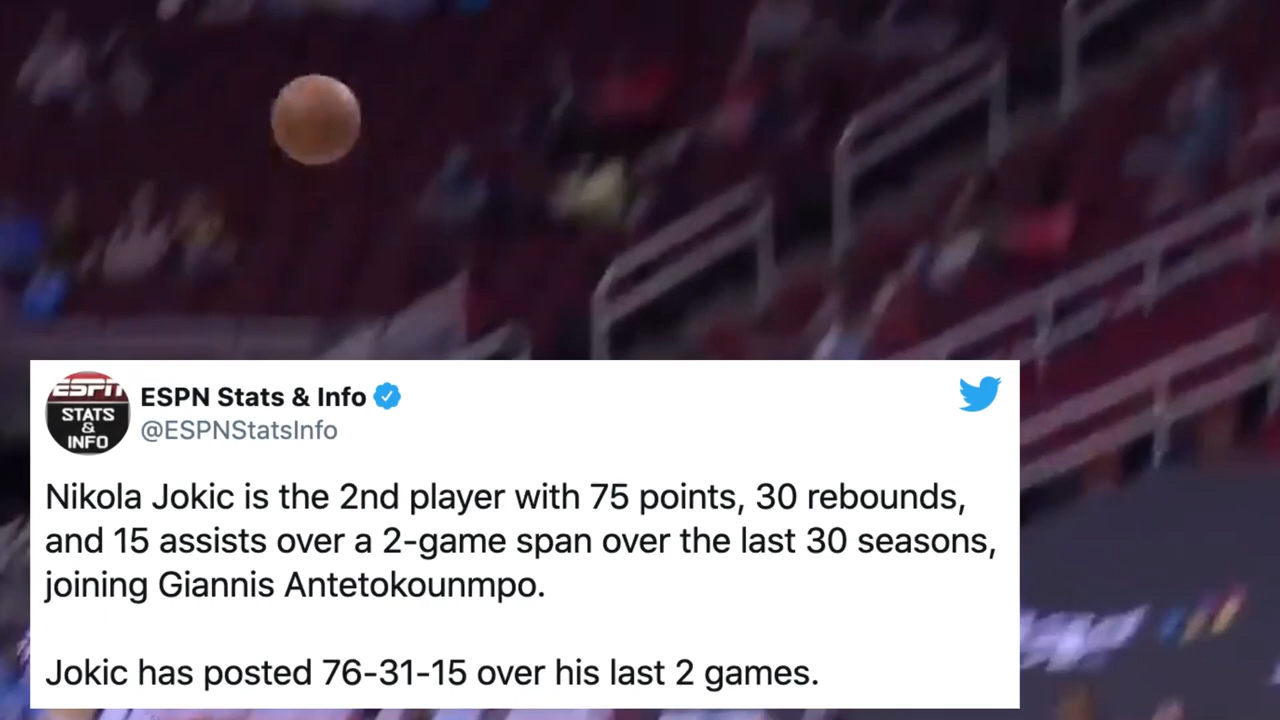 ESPN
STATS
&
INFO
ESPN Stats & Info
@ESPNStatsInfo
Nikola Jokic is the 2nd player with 75 points, 30 rebounds,
and 15 assists over a 2-game span over the last 30 seasons,
joining Giannis Antetokounmpo.
Jokic has posted 76-31-15 over his last 2 games.